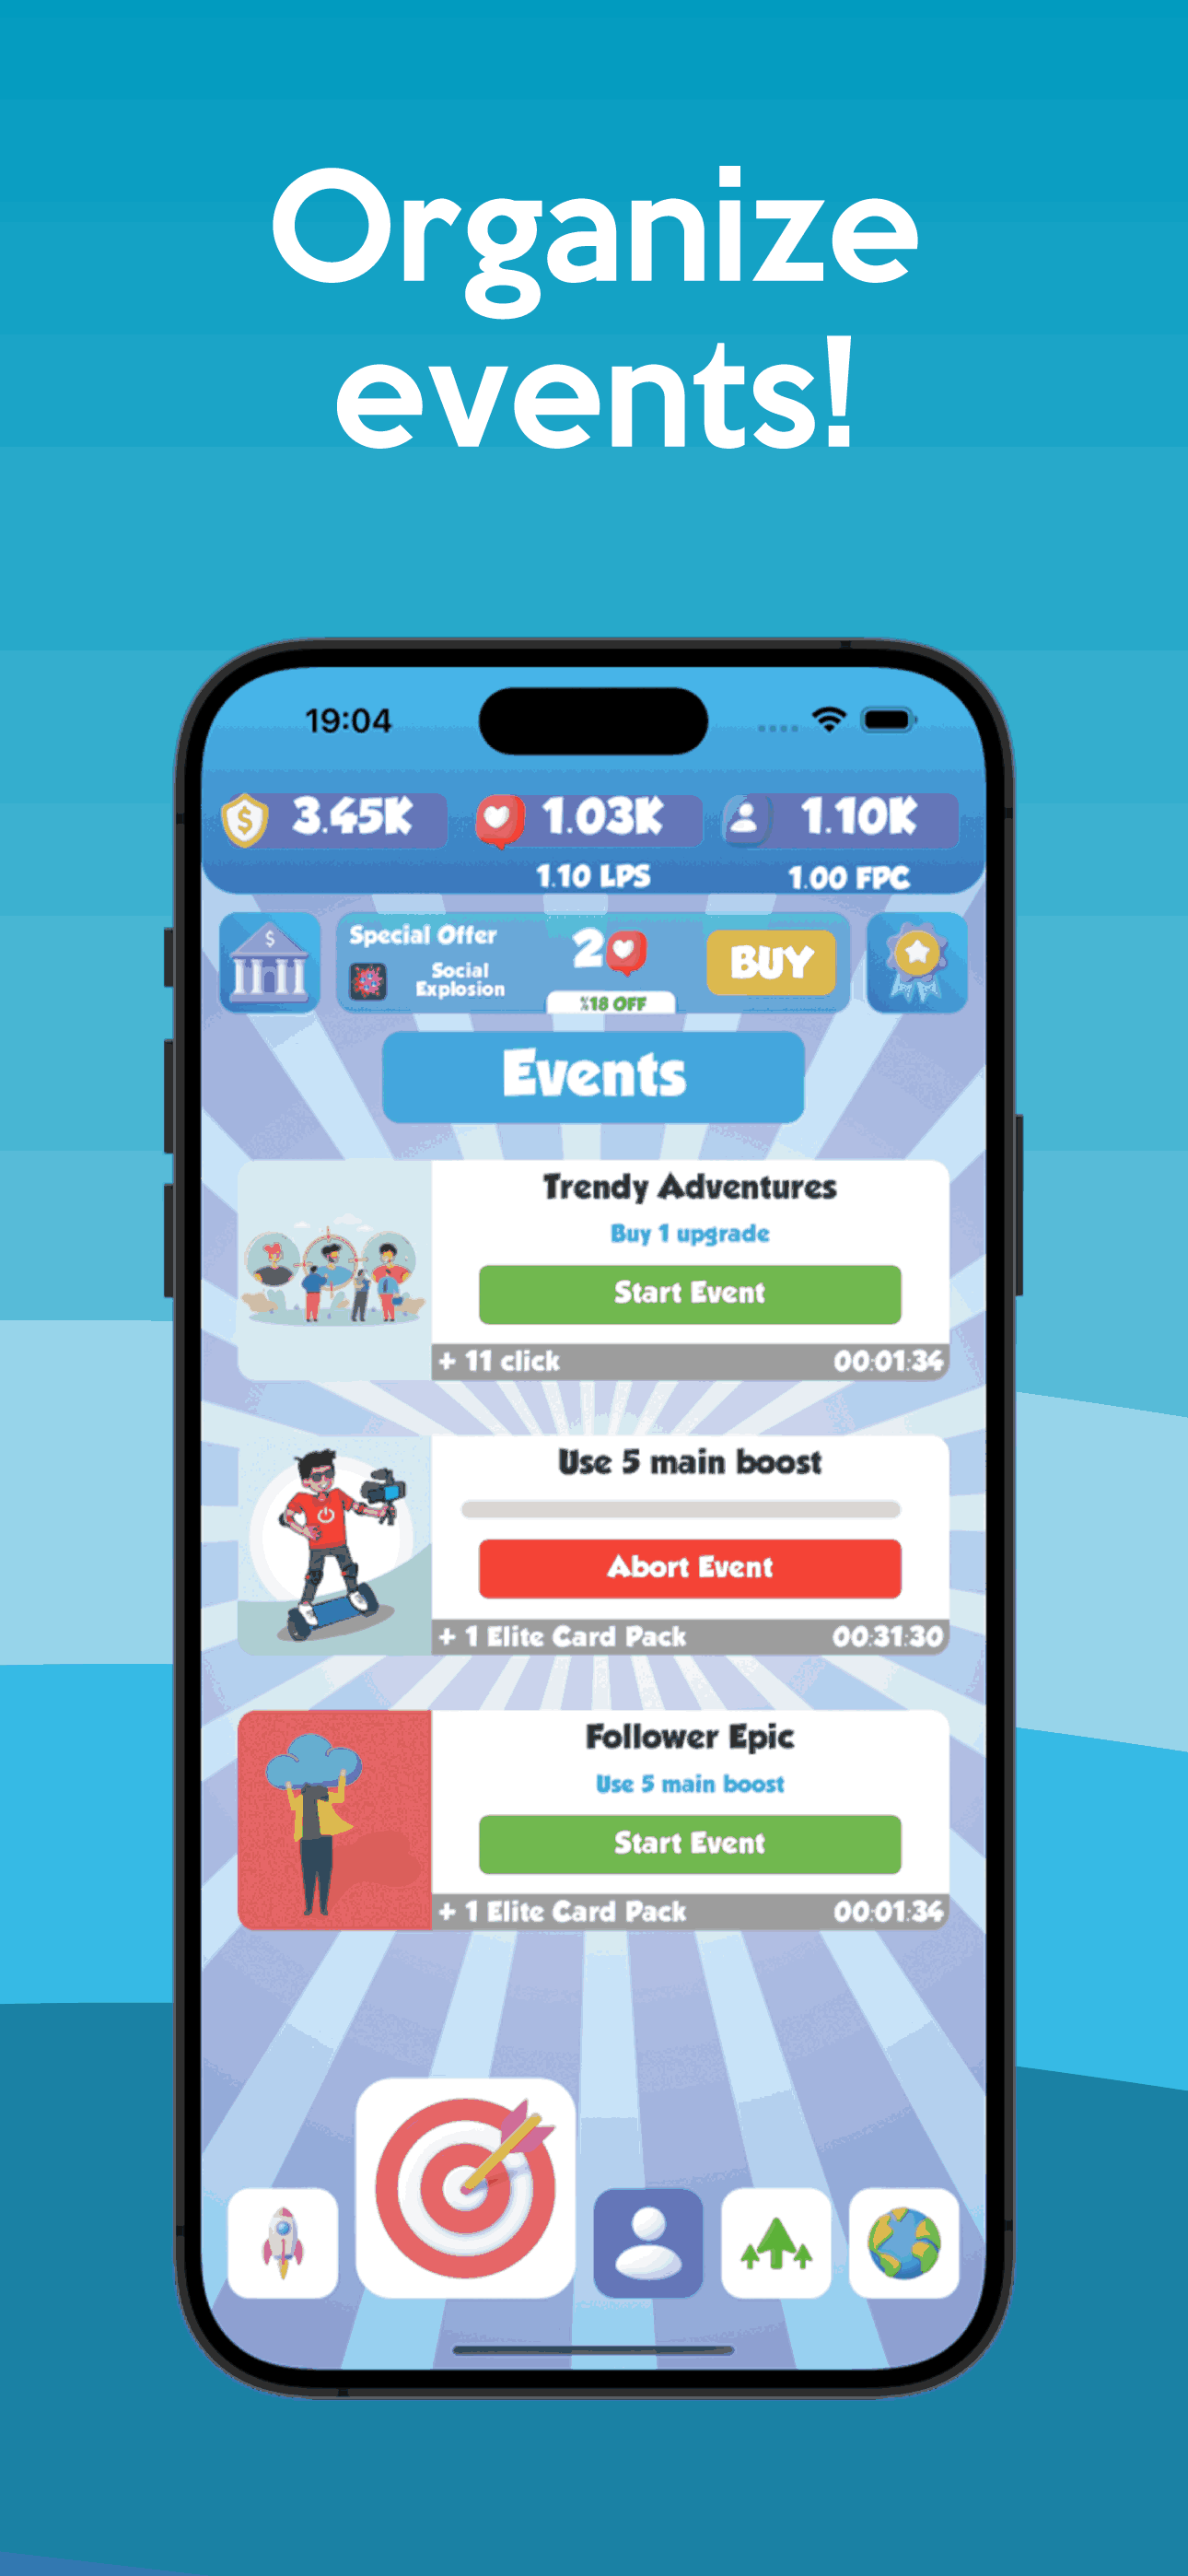 Organize
events!
19:04
$ 3.45K 1.03K 1.10K
1.10 LPS 1.00 FPC
$
Special Offer
Social
Explosion
2
%18 OFF
BUY
Events
Trendy Adventures
Buy 1 upgrade
Start Event
+ 11 click 00:01:34
Use 5 main boost
Abort Event
+ 1 Elite Card Pack 00:31:30
Follower Epic
Use 5 main boost
Start Event
+ 1 Elite Card Pack 00:01:34